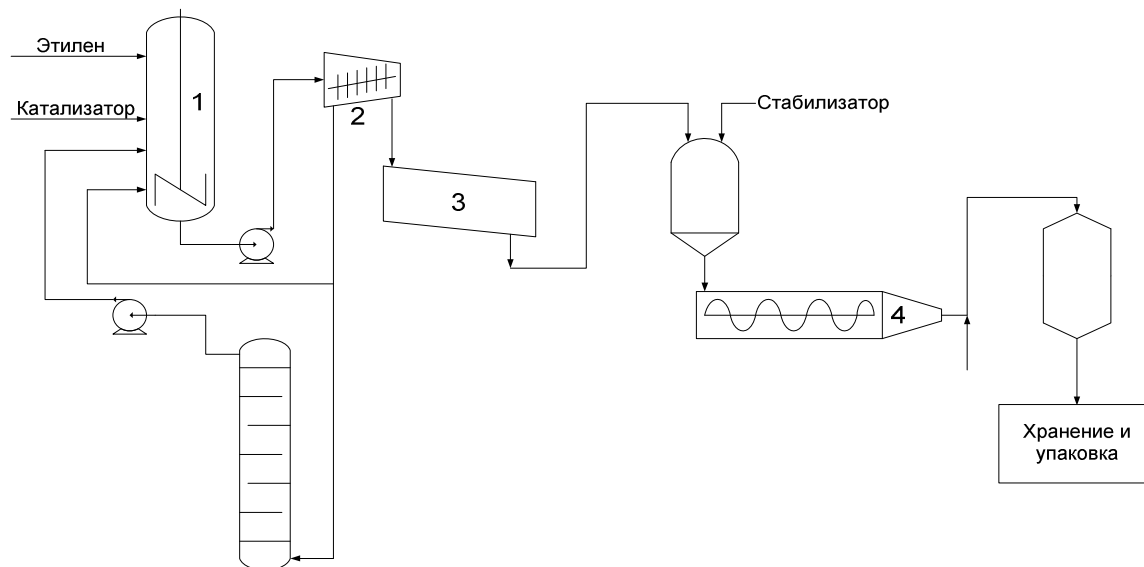 Этилен
Катализатор
1
2
3
Стабилизатор
4
Хранение и
упаковка